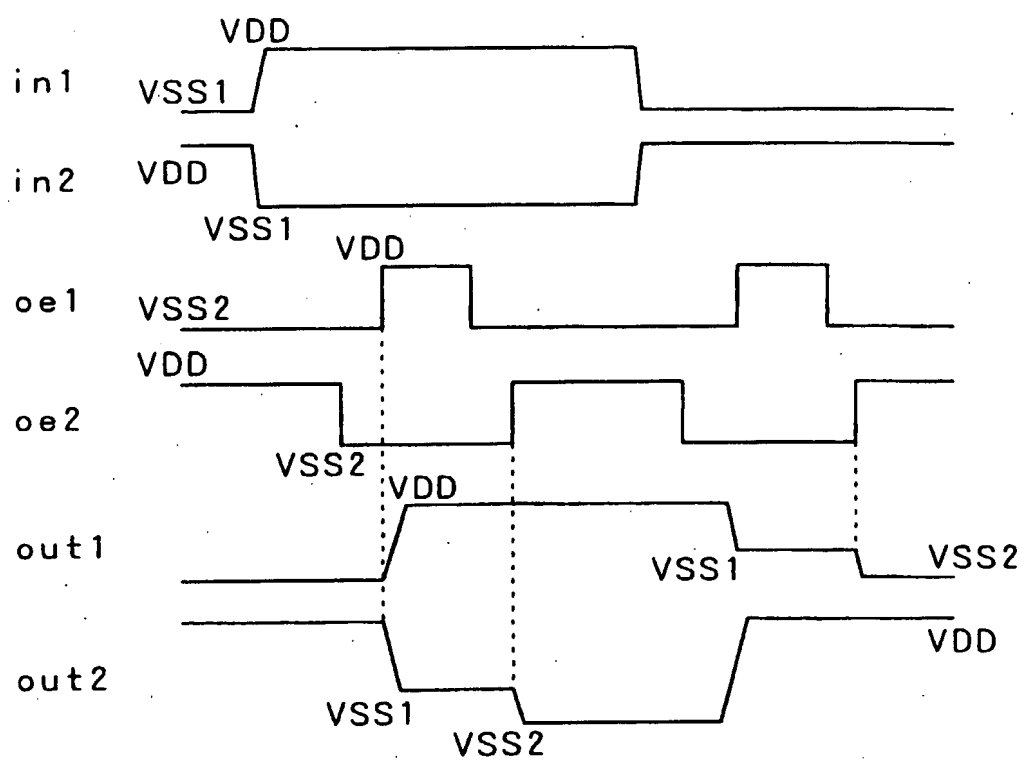 VDD
in1
VSS1
in2
VDD
VSS1
VDD
oe1
VSS2
VDD
oe2
VSS2
VDD
out1
VSS1
VSS2
VDD
out2
VSS1
VSS2